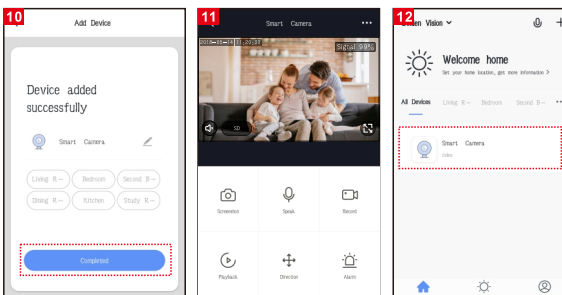 10
Add Device
Device added
successfully
Smart Camera
Living R...
Bedroom
Second B...
Dining R...
Kitchen
Study R...
Completed
11
Smart Camera
Signal 99%
SD
Screenshot
Speak
Record
Playback
Direction
Alarm
12
Vision
Welcome home
Set your home location, get more information >
All Devices
Living R...
Bedroom
Second B...
Smart Camera